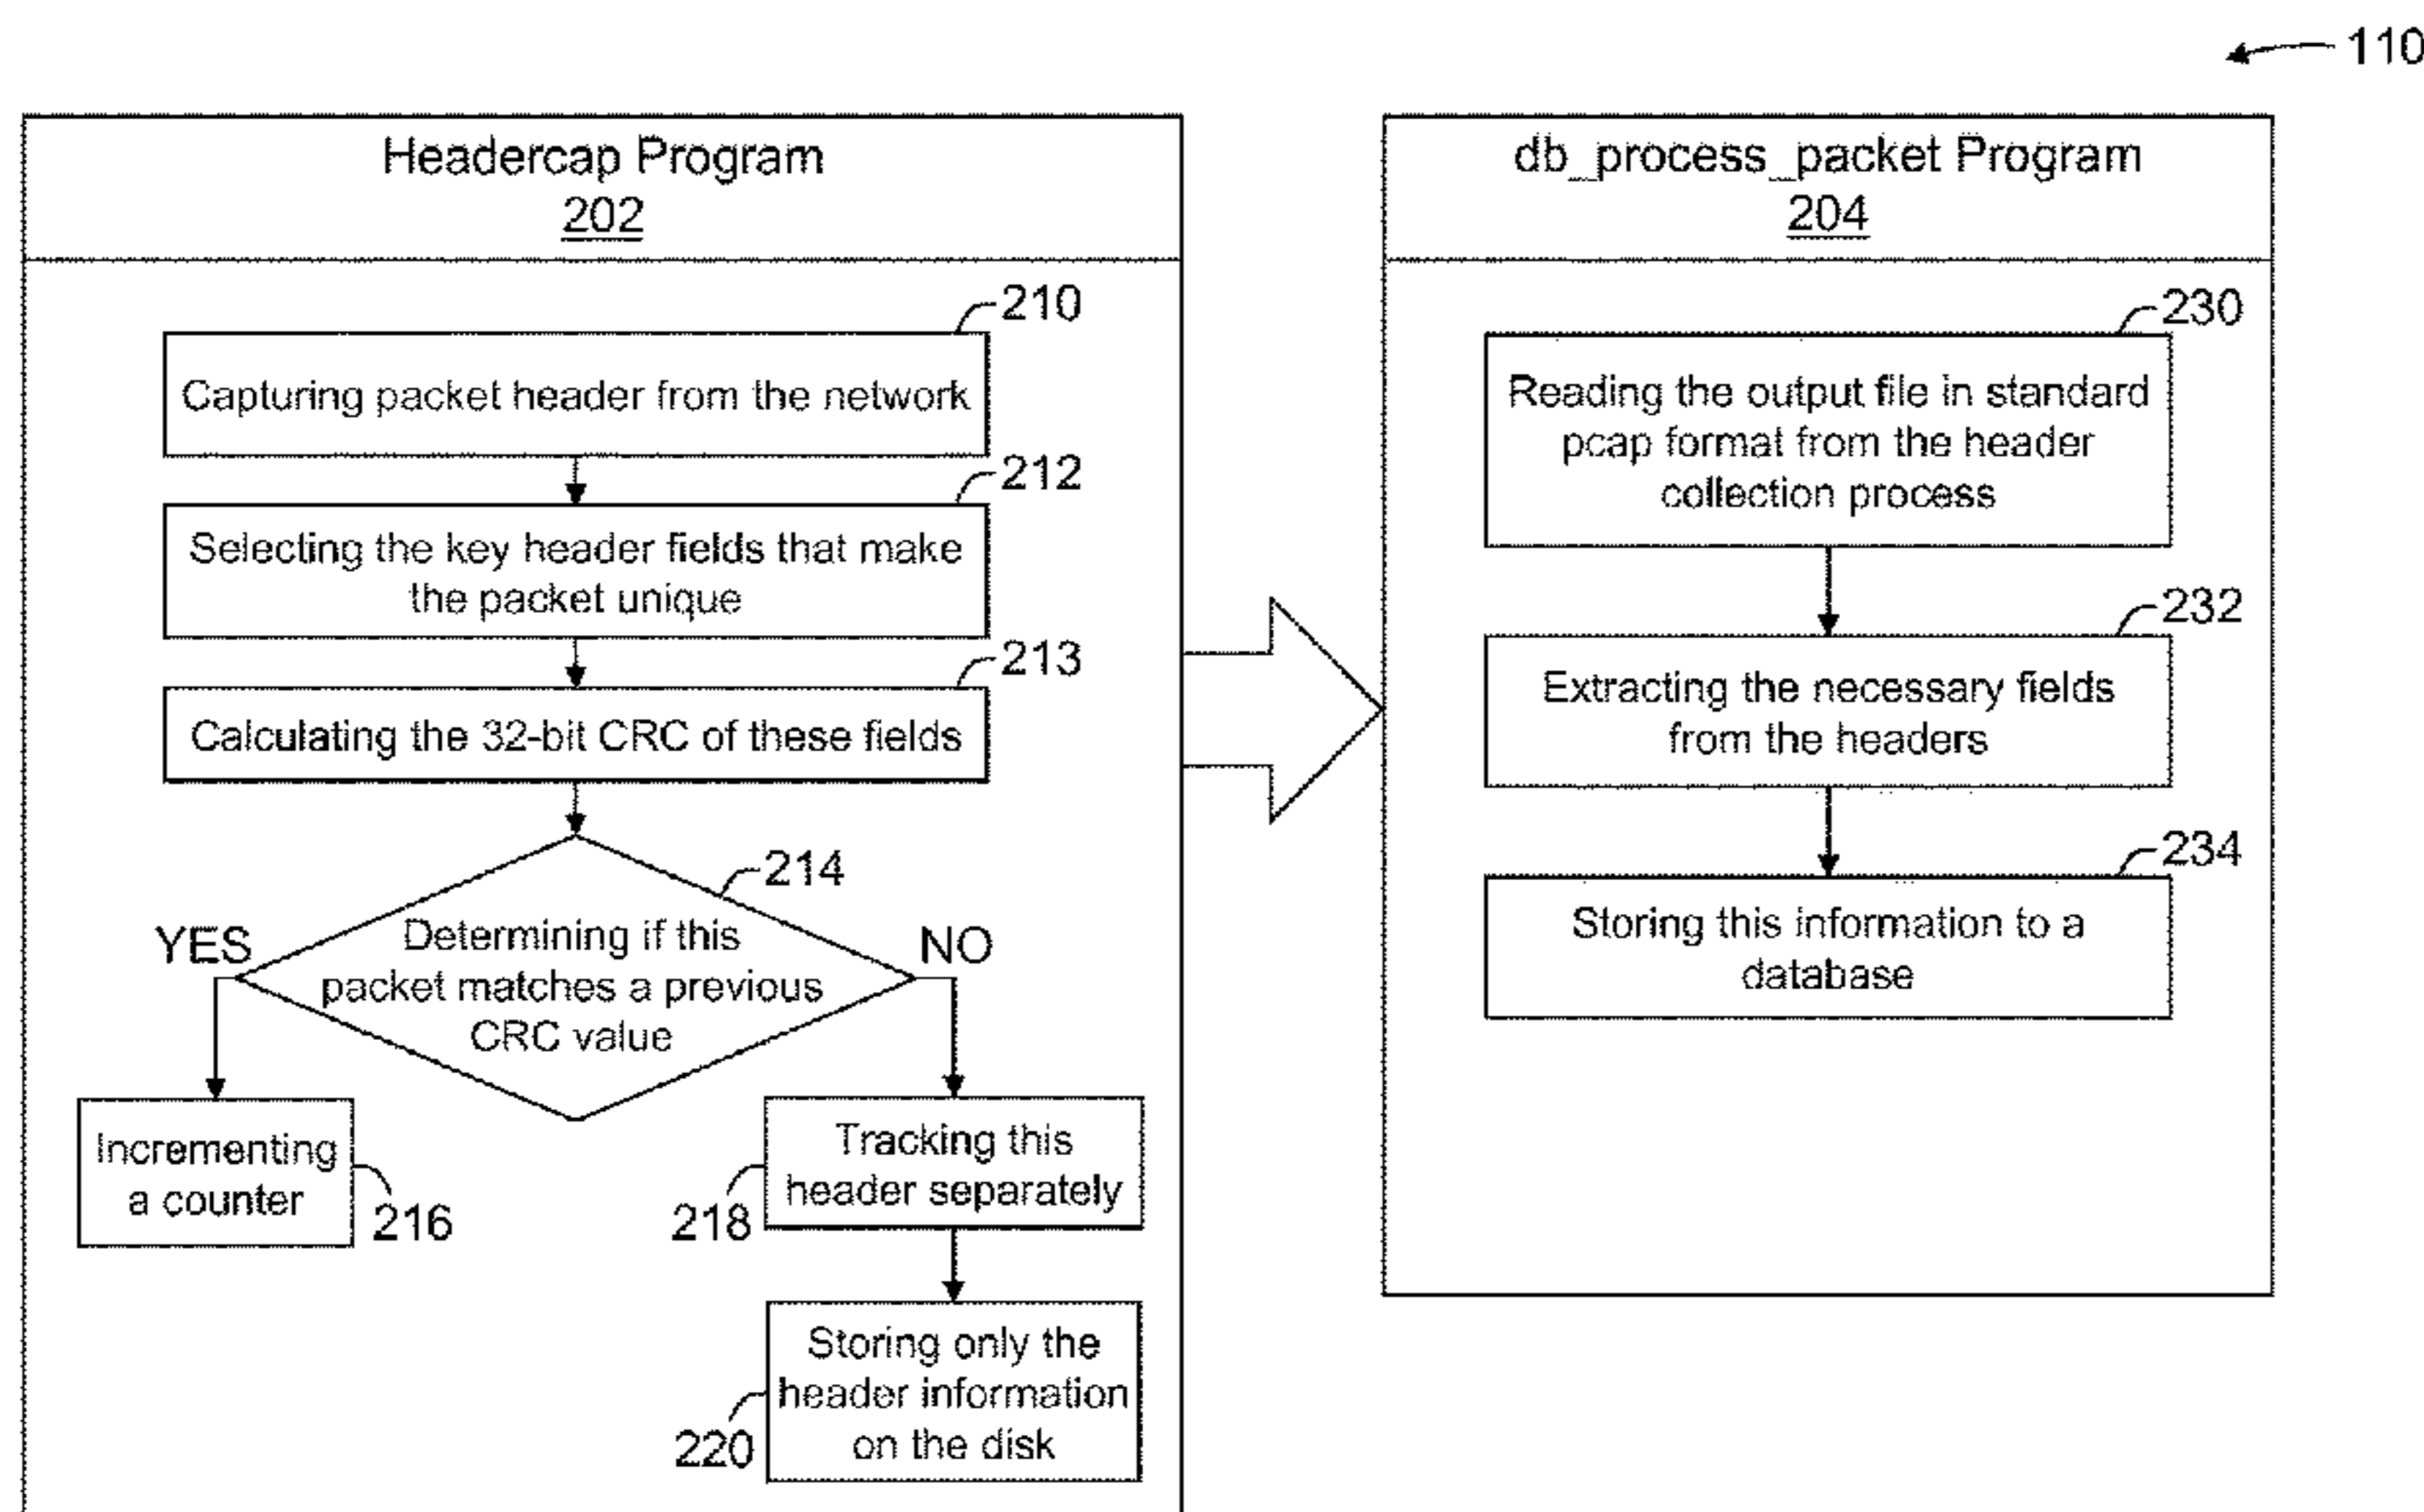 110
Headercap Program
202
210
Capturing packet header from the network
212
Selecting the key header fields that make
the packet unique
213
Calculating the 32-bit CRC of these fields
214
YES
NO
Determining if this
packet matches a previous
CRC value
Incrementing
a counter
216
Tracking this
header separately
218
Storing only the
header information
on the disk
220
db_process_packet Program
204
230
Reading the output file in standard
pcap format from the header
collection process
232
Extracting the necessary fields
from the headers
234
Storing this information to a
database